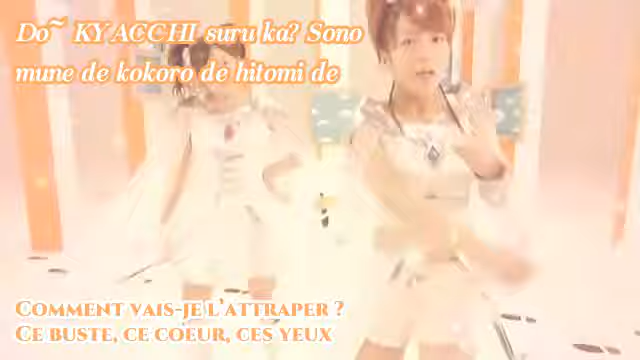 Do~ KYACCHI suru ka? Sono
mune de kokoro de hitomi de
Comment vais-je l'attraper ?
Ce buste, ce coeur, ces yeux